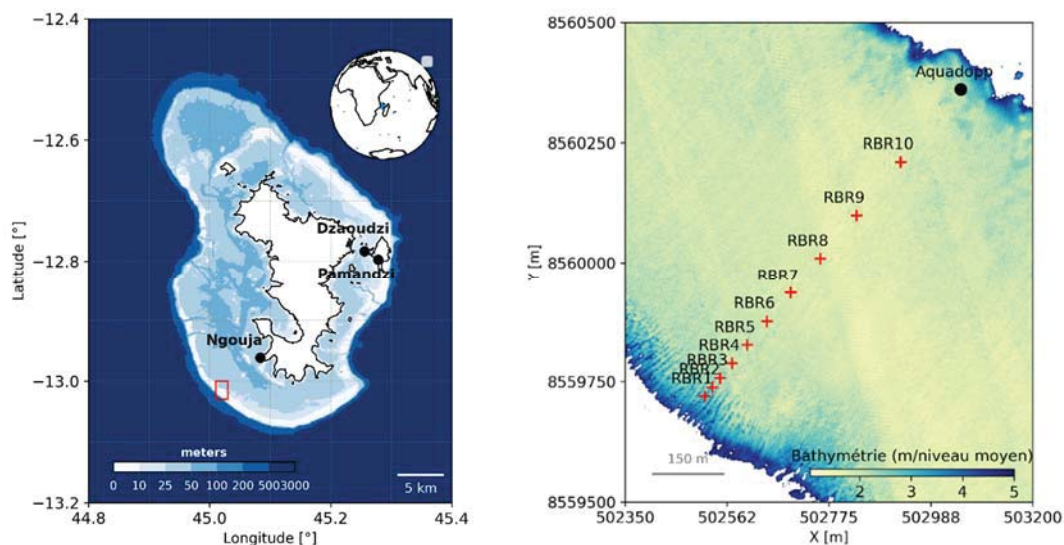 −12.4
−12.6
−12.8
−13.0
−13.2
Latitude [°]
Dzaoudzi
Pamandzi
Ngouja
meters
0 10 25 50 100 200 500 3000
5 km
44.8 45.0 45.2 45.4
Longitude [°]
8560500
8560250
8560000
8559750
8559500
Y [m]
Aquadopp
RBR10
RBR9
RBR8
RBR7
RBR6
RBR5
RBR4
RBR3
RBR2
RBR1
150 m
Bathymétrie (m/niveau moyen)
2 3 4 5
502350 502562 502775 502988 503200
X [m]